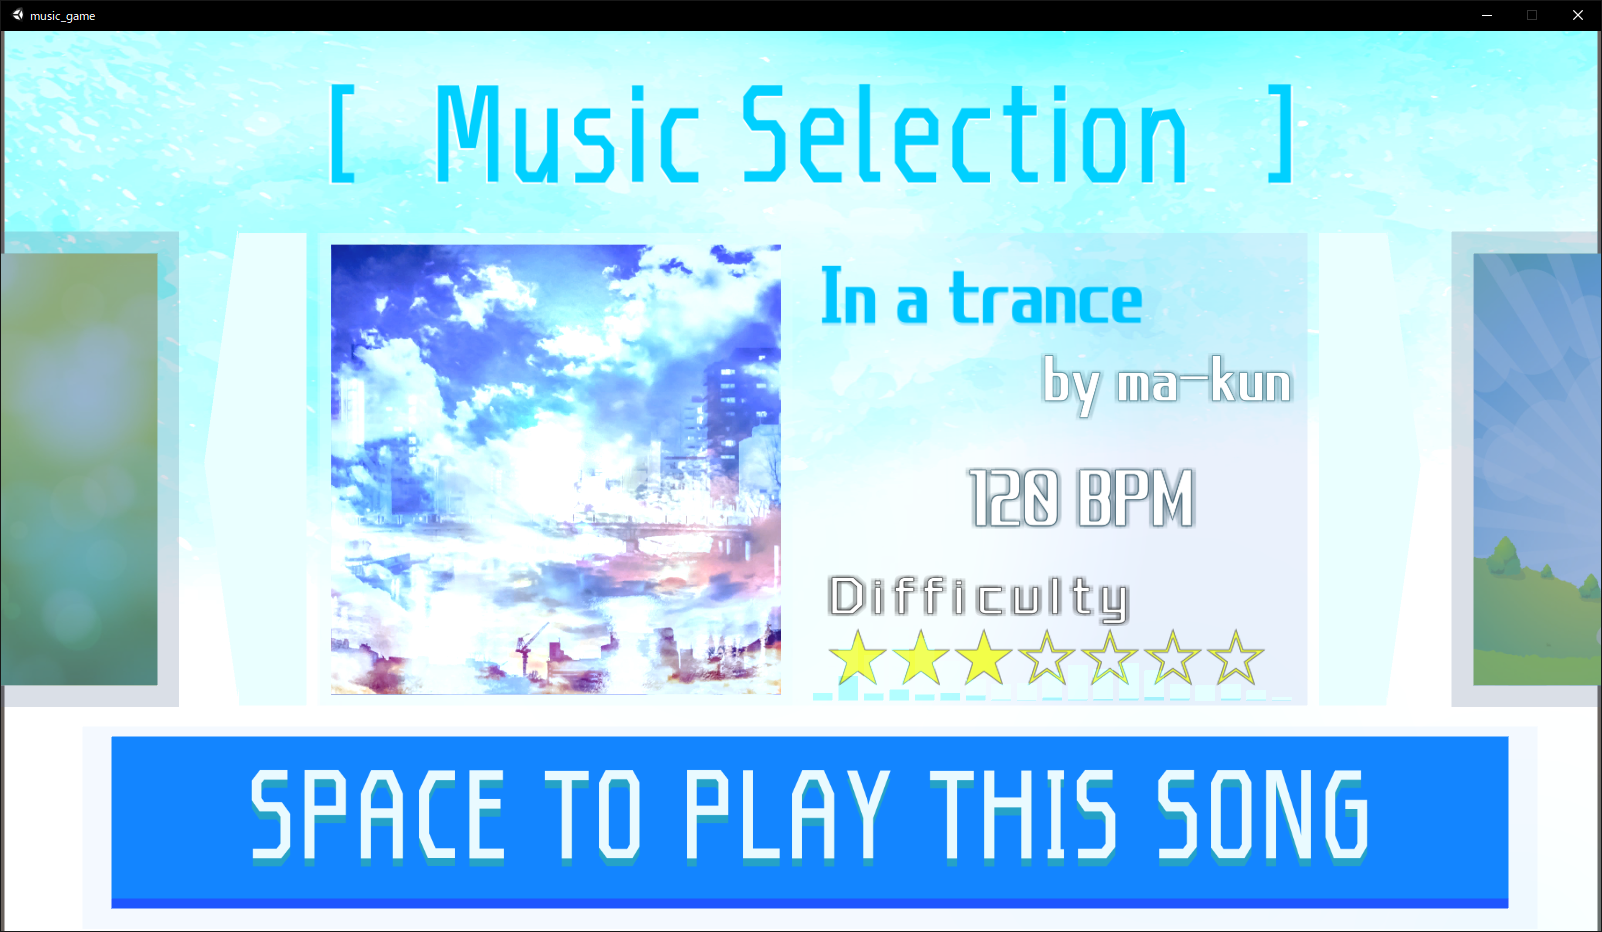 music_game
[ Music Selection ]
In a trance
by ma-kun
120 BPM
Difficulty
SPACE TO PLAY THIS SONG